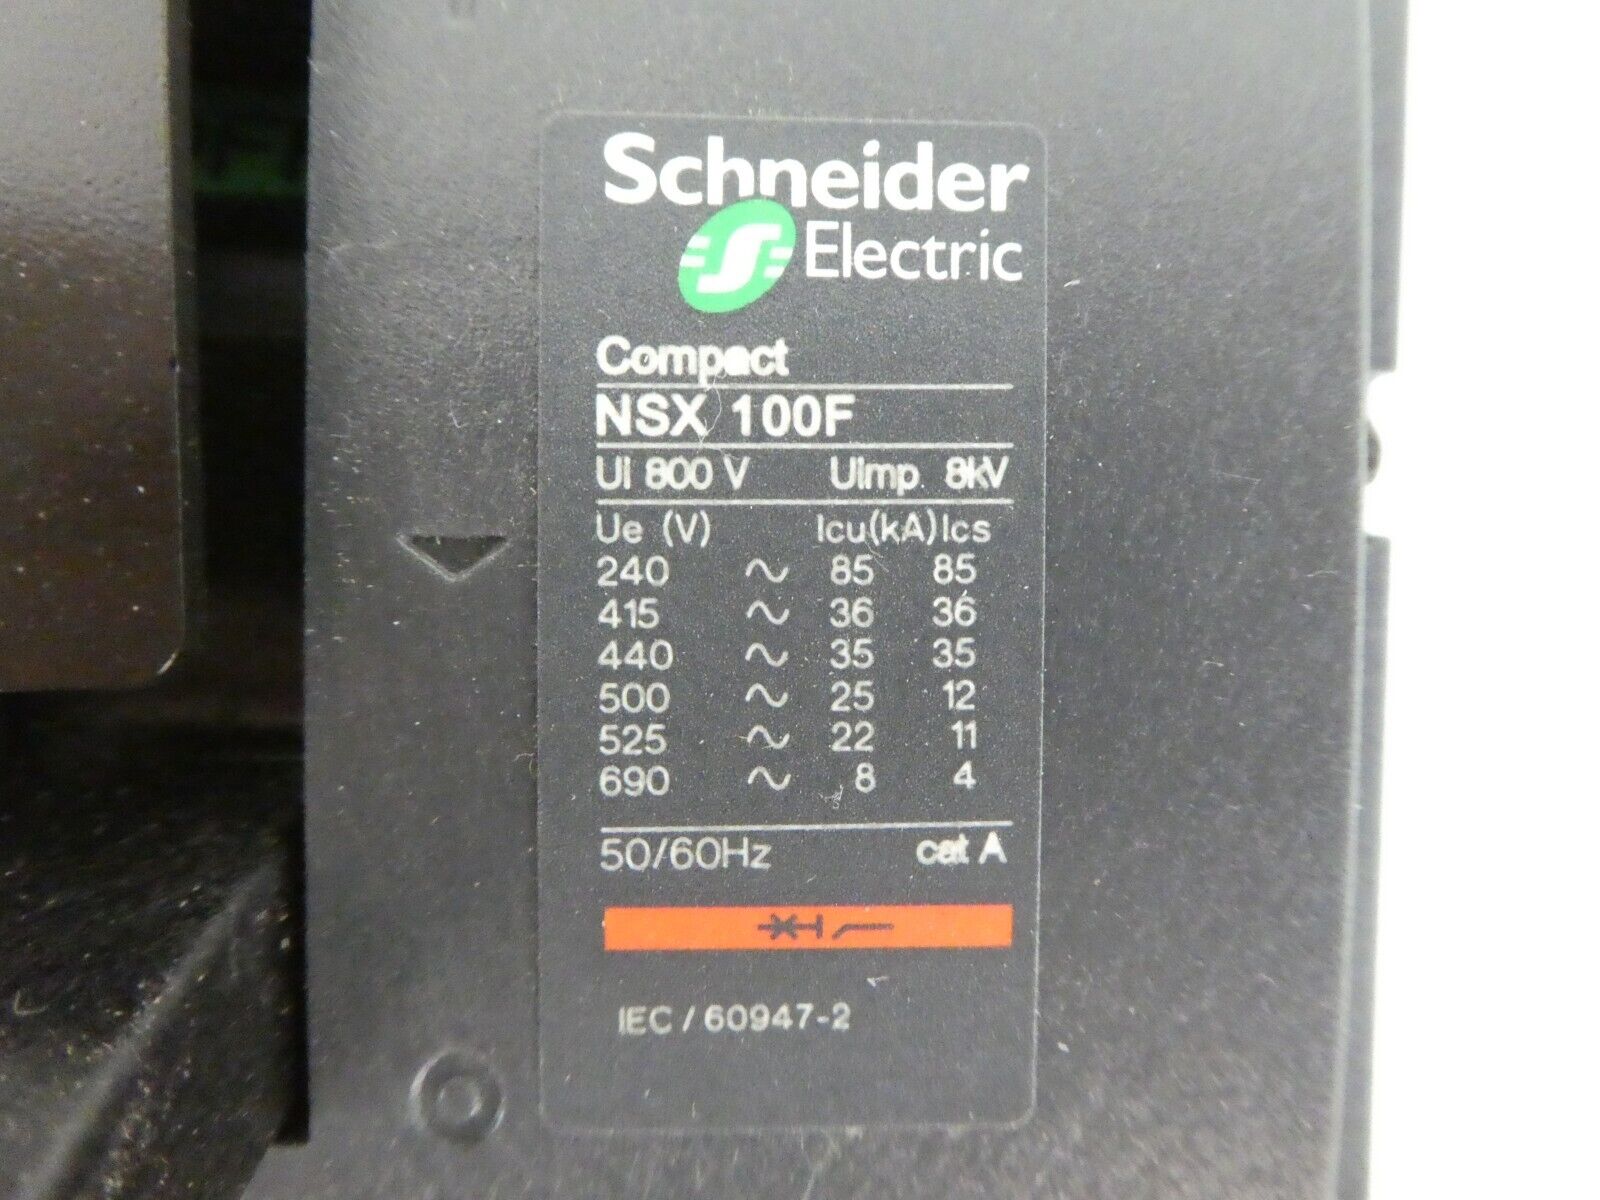 Schneider
Electric
Compact
NSX 100F
Ui 800 V Uimp. 8kV
Ue (V) Icu(kA) Ics
240 ~ 85 85
415 ~ 36 36
440 ~ 35 35
500 ~ 25 12
525 ~ 22 11
690 ~ 8 4
50/60Hz cat A
IEC / 60947-2